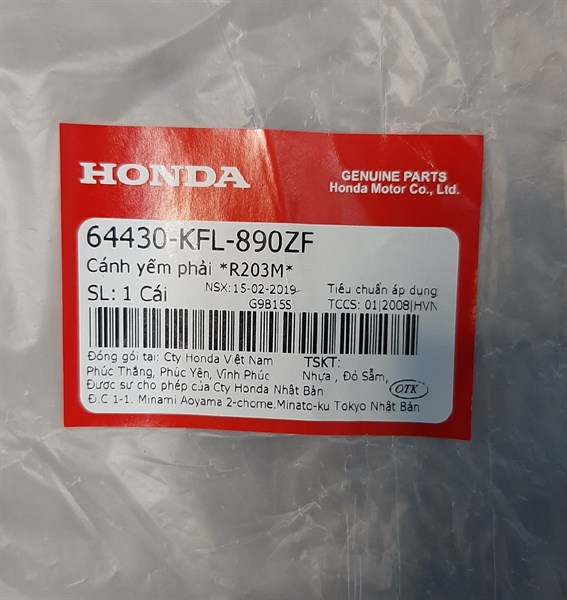 HONDA
GENUINE PARTS
Honda Motor Co., Ltd.
64430-KFL-890ZF
Cánh yếm phải *R203M*
SL: 1 Cái
NSX:15-02-2019
Tiêu chuẩn áp dụng
G9B15S
TCCS: 01|2008|HVN
Đóng gói tại: Cty Honda Việt Nam
TSKT:
Phúc Thắng, Phúc Yên, Vĩnh Phúc
Nhựa , Đỏ Sẫm,
Được sự cho phép của Cty Honda Nhật Bản
OTK
Đ.C 1-1. Minami Aoyama 2-chome.Minato-ku Tokyo Nhật Bản